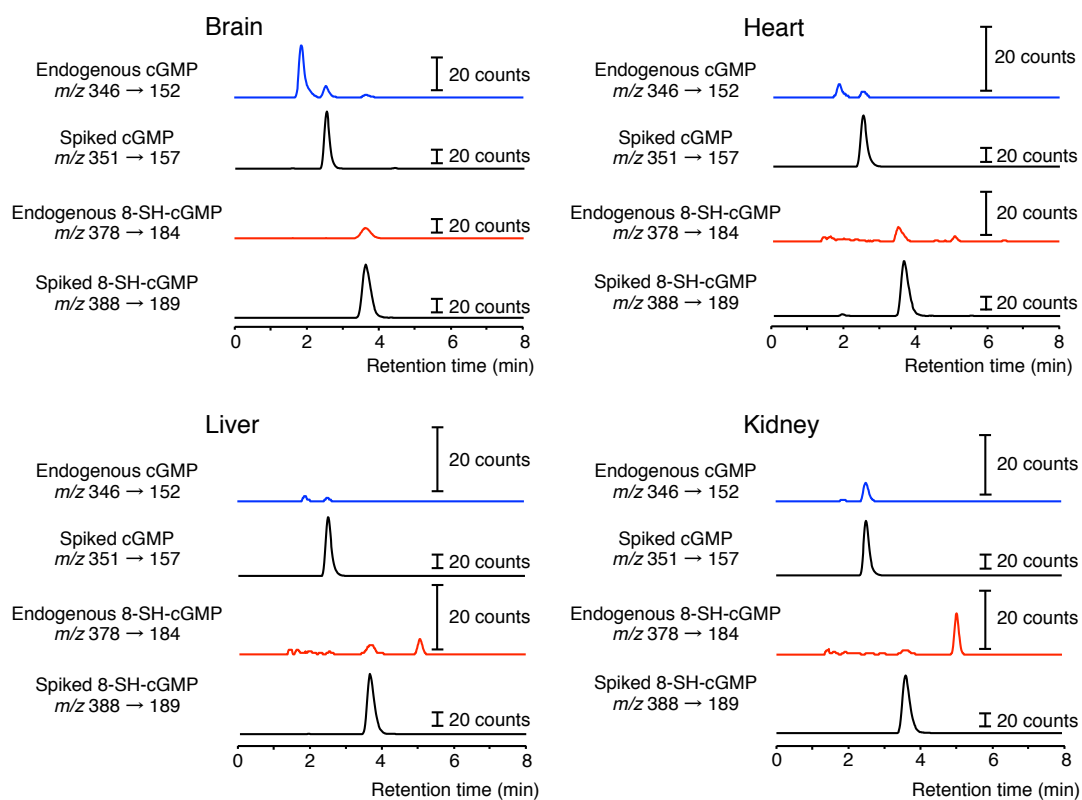 Brain
Endogenous cGMP
m/z 346 → 152
20 counts
Spiked cGMP
m/z 351 → 157
20 counts
Endogenous 8-SH-cGMP
m/z 378 → 184
20 counts
Spiked 8-SH-cGMP
m/z 388 → 189
20 counts
0 2 4 6 8
Retention time (min)
Heart
Endogenous cGMP
m/z 346 → 152
20 counts
Spiked cGMP
m/z 351 → 157
20 counts
Endogenous 8-SH-cGMP
m/z 378 → 184
20 counts
Spiked 8-SH-cGMP
m/z 388 → 189
20 counts
0 2 4 6 8
Retention time (min)
Liver
Endogenous cGMP
m/z 346 → 152
20 counts
Spiked cGMP
m/z 351 → 157
20 counts
Endogenous 8-SH-cGMP
m/z 378 → 184
20 counts
Spiked 8-SH-cGMP
m/z 388 → 189
20 counts
0 2 4 6 8
Retention time (min)
Kidney
Endogenous cGMP
m/z 346 → 152
20 counts
Spiked cGMP
m/z 351 → 157
20 counts
Endogenous 8-SH-cGMP
m/z 378 → 184
20 counts
Spiked 8-SH-cGMP
m/z 388 → 189
20 counts
0 2 4 6 8
Retention time (min)